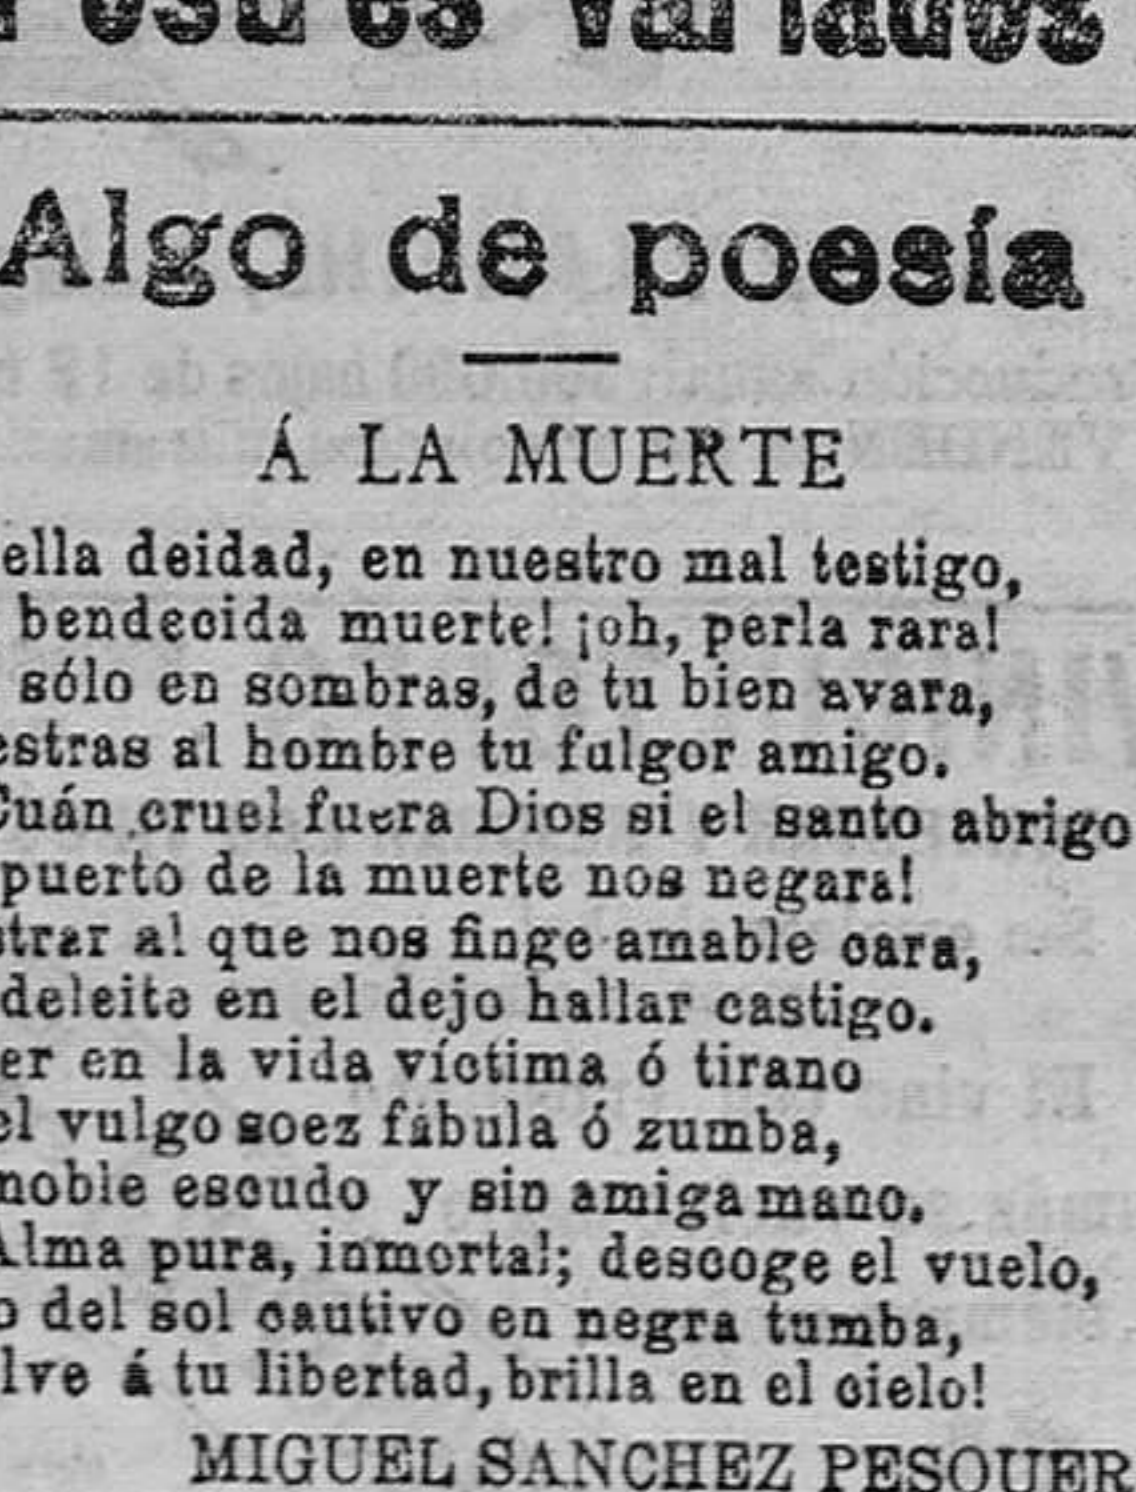 Postres variados
Algo de poesía
Á LA MUERTE
ella deidad, en nuestro mal testigo,
bendecida muerte! ¡oh, perla rara!
sólo en sombras, de tu bien avara,
estras al hombre tu fulgor amigo.
Cuán cruel fuera Dios si el santo abrigo
puerto de la muerte nos negara!
strar al que nos finge amable cara,
deleite en el dejo hallar castigo.
er en la vida víctima ó tirano
el vulgo soez fábula ó zumba,
noble escudo y sin amiga mano.
Alma pura, inmortal; descoge el vuelo,
o del sol cautivo en negra tumba,
elve á tu libertad, brilla en el cielo!
MIGUEL SANCHEZ PESQUER